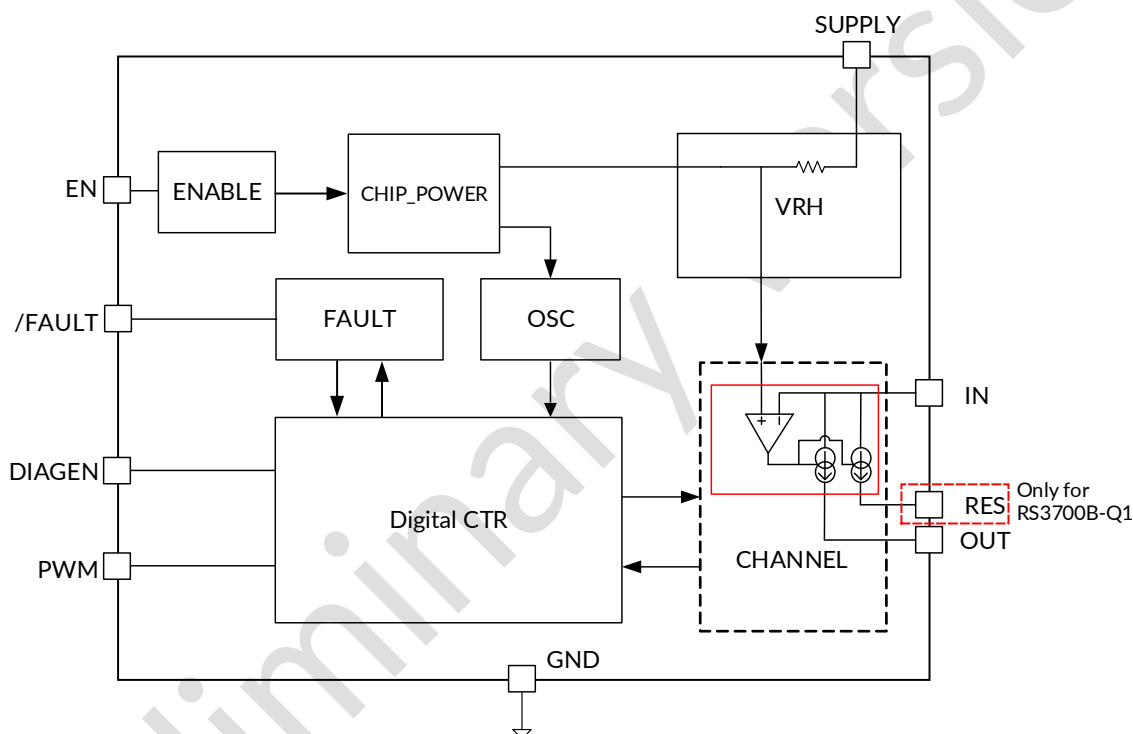 SUPPLY
EN
ENABLE
CHIP_POWER
VRH
/FAULT
FAULT
OSC
IN
+
DIAGEN
Digital CTR
RES
Only for
RS3700B-Q1
OUT
PWM
CHANNEL
GND